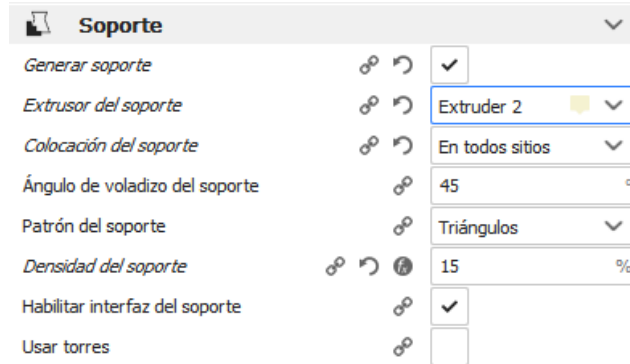 Soporte
Generar soporte
Extrusor del soporte Extruder 2
Colocación del soporte En todos sitios
Ángulo de voladizo del soporte 45 °
Patrón del soporte Triángulos
Densidad del soporte 15 %
Habilitar interfaz del soporte
Usar torres